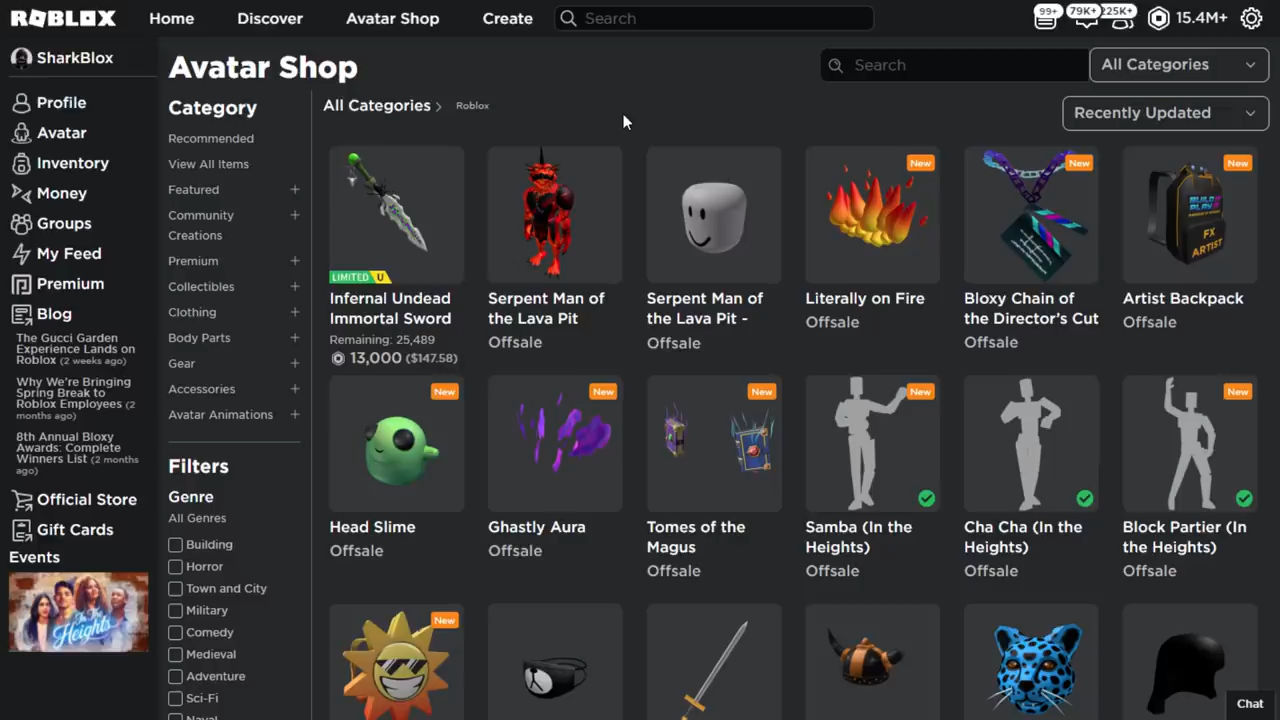 ROBLOX
Home
Discover
Avatar Shop
Create
Search
99+
79K+
225K+
15.4M+
SharkBlox
Profile
Avatar
Inventory
Money
Groups
My Feed
Premium
Blog
The Gucci Garden
Experience Lands on
Roblox (2 weeks ago)
Why We're Bringing
Spring Break to
Roblox Employees (2
months ago)
8th Annual Bloxy
Awards: Complete
Winners List (2 months
ago)
Official Store
Gift Cards
Events
In The Heights
Avatar Shop
Search
All Categories
Category
Recommended
View All Items
Featured +
Community +
Creations
Premium +
Collectibles +
Clothing +
Body Parts +
Gear
Accessories +
Avatar Animations +
Filters
Genre
All Genres
Building
Horror
Town and City
Military
Comedy
Medieval
Adventure
Sci-Fi
Naval
All Categories > Roblox
Recently Updated
LIMITED U
Infernal Undead
Immortal Sword
Remaining: 25,489
13,000 ($147.58)
Serpent Man of
the Lava Pit
Offsale
Serpent Man of
the Lava Pit -
Offsale
New
Literally on Fire
Offsale
New
Bloxy Chain of
the Director's Cut
Offsale
New
BUILD
PLAY
FX
ARTIST
Artist Backpack
Offsale
New
Head Slime
Offsale
New
Ghastly Aura
Offsale
New
Tomes of the
Magus
Offsale
New
Samba (In the
Heights)
Offsale
Cha Cha (In the
Heights)
Offsale
New
Block Partier (In
the Heights)
Offsale
New
Chat